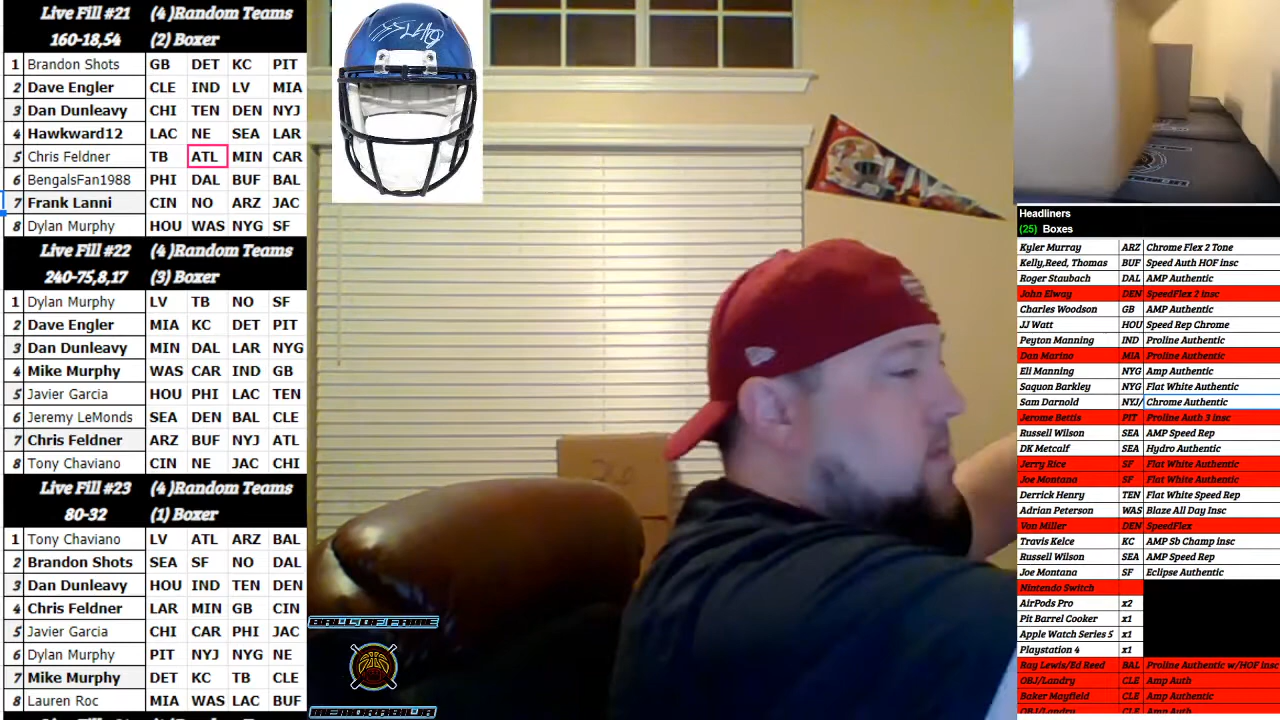 Live Fill #21 (4 )Random Teams
160-18,54 (2) Boxer
1 Brandon Shots GB DET KC PIT
2 Dave Engler CLE IND LV MIA
3 Dan Dunleavy CHI TEN DEN NYJ
4 Hawkward12 LAC NE SEA LAR
5 Chris Feldner TB ATL MIN CAR
6 BengalsFan1988 PHI DAL BUF BAL
7 Frank Lanni CIN NO ARZ JAC
8 Dylan Murphy HOU WAS NYG SF
Live Fill #22 (4 )Random Teams
240-75,8,17 (3) Boxer
1 Dylan Murphy LV TB NO SF
2 Dave Engler MIA KC DET PIT
3 Dan Dunleavy MIN DAL LAR NYG
4 Mike Murphy WAS CAR IND GB
5 Javier Garcia HOU PHI LAC TEN
6 Jeremy LeMonds SEA DEN BAL CLE
7 Chris Feldner ARZ BUF NYJ ATL
8 Tony Chaviano CIN NE JAC CHI
Live Fill #23 (4 )Random Teams
80-32 (1) Boxer
1 Tony Chaviano LV ATL ARZ BAL
2 Brandon Shots SEA SF NO DAL
3 Dan Dunleavy HOU IND TEN DEN
4 Chris Feldner LAR MIN GB CIN
5 Javier Garcia CHI CAR PHI JAC
6 Dylan Murphy PIT NYJ NYG NE
7 Mike Murphy DET KC TB CLE
8 Lauren Roc MIA WAS LAC BUF
BALL OF FAME
MEMORABILIA
Headliners
(25) Boxes
Kyler Murray ARZ Chrome Flex 2 Tone
Kelly,Reed, Thomas BUF Speed Auth HOF insc
Roger Staubach DAL AMP Authentic
John Elway DEN SpeedFlex 2 insc
Charles Woodson GB AMP Authentic
JJ Watt HOU Speed Rep Chrome
Peyton Manning IND Proline Authentic
Dan Marino MIA Proline Authentic
Eli Manning NYG Amp Authentic
Saquon Barkley NYG Flat White Authentic
Sam Darnold NYJ/ Chrome Authentic
Jerome Bettis PIT Proline Auth 3 insc
Russell Wilson SEA AMP Speed Rep
DK Metcalf SEA Hydro Authentic
Jerry Rice SF Flat White Authentic
Joe Montana SF Flat White Authentic
Derrick Henry TEN Flat White Speed Rep
Adrian Peterson WAS Blaze All Day Insc
Von Miller DEN SpeedFlex
Travis Kelce KC AMP Sb Champ insc
Russell Wilson SEA AMP Speed Rep
Joe Montana SF Eclipse Authentic
Nintendo Switch
AirPods Pro x2
Pit Barrel Cooker x1
Apple Watch Series 5 x1
Playstation 4 x1
Ray Lewis/Ed Reed BAL Proline Authentic w/HOF insc
OBJ/Landry CLE Amp Auth
Baker Mayfield CLE Amp Authentic
OBJ/Landry CLE Amp Auth